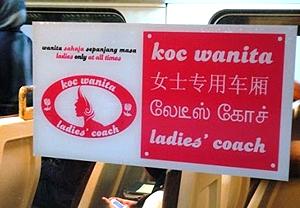 wanita sahaja sepanjang masa
ladies only at all times
koc wanita
ladies' coach
koc wanita
女士专用车厢
லேடீஸ் கோச்
ladies' coach